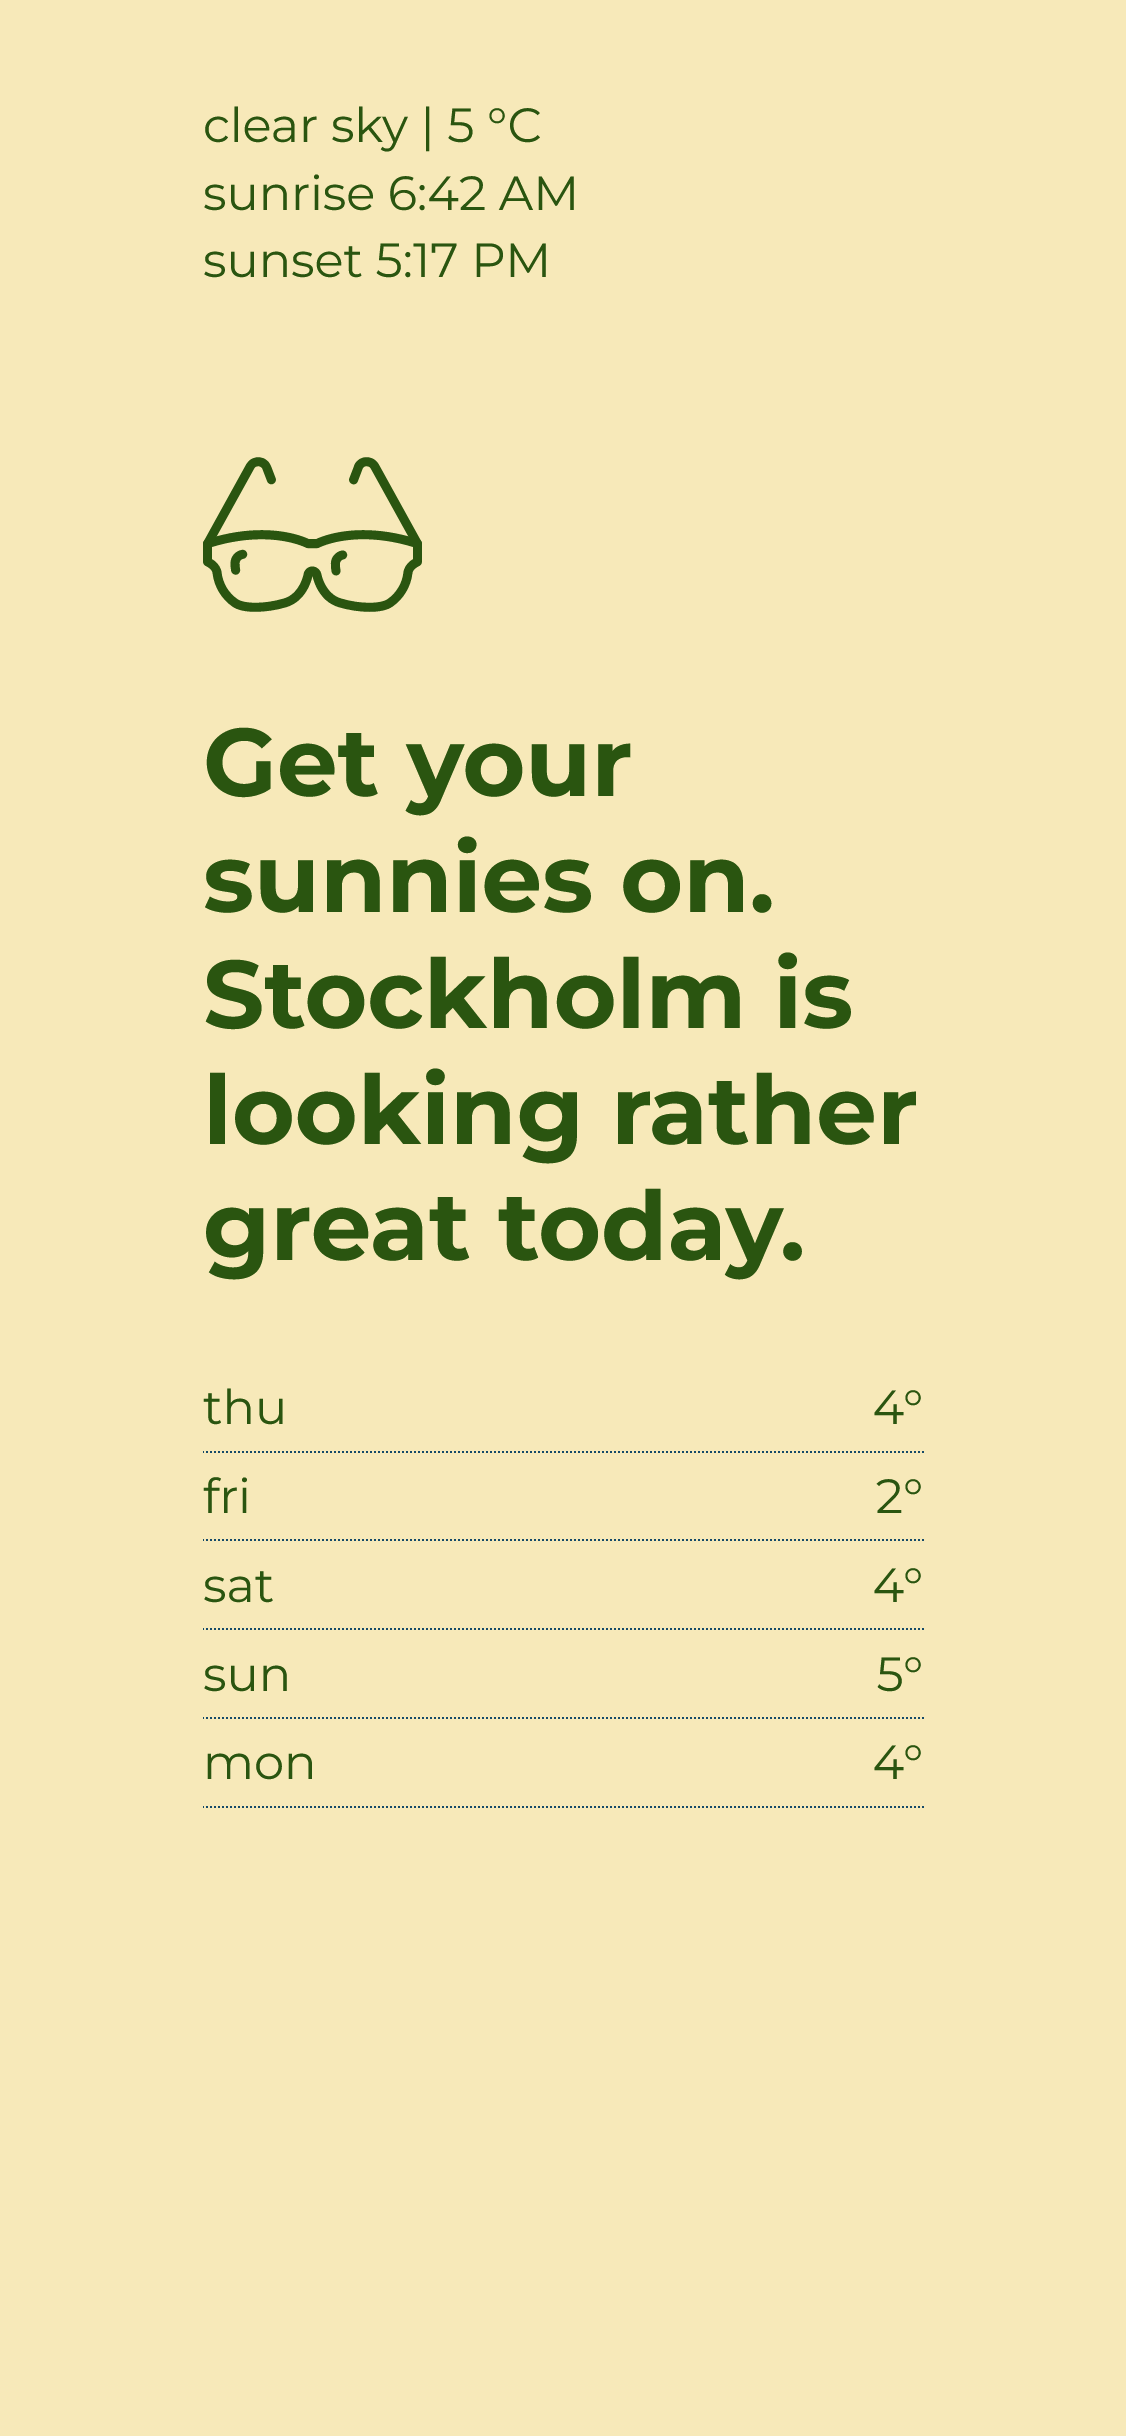 clear sky | 5 °C
sunrise 6:42 AM
sunset 5:17 PM
Get your
sunnies on.
Stockholm is
looking rather
great today.
thu 4°
fri 2°
sat 4°
sun 5°
mon 4°